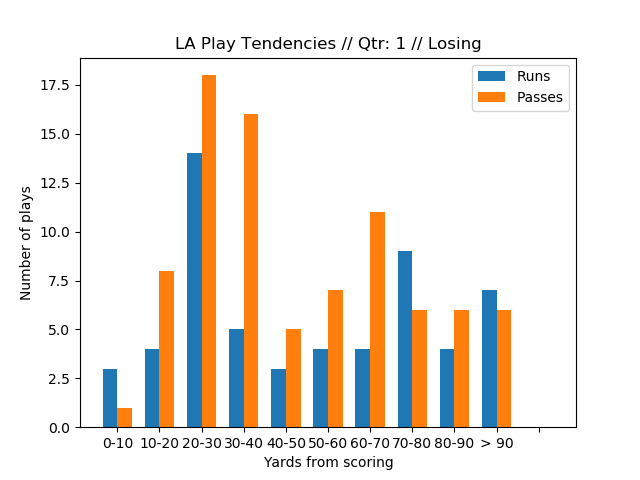 LA Play Tendencies // Qtr: 1 // Losing
Runs
Passes
Number of plays
17.5
15.0
12.5
10.0
7.5
5.0
2.5
0.0
0-10 10-20 20-30 30-40 40-50 50-60 60-70 70-80 80-90 > 90
Yards from scoring